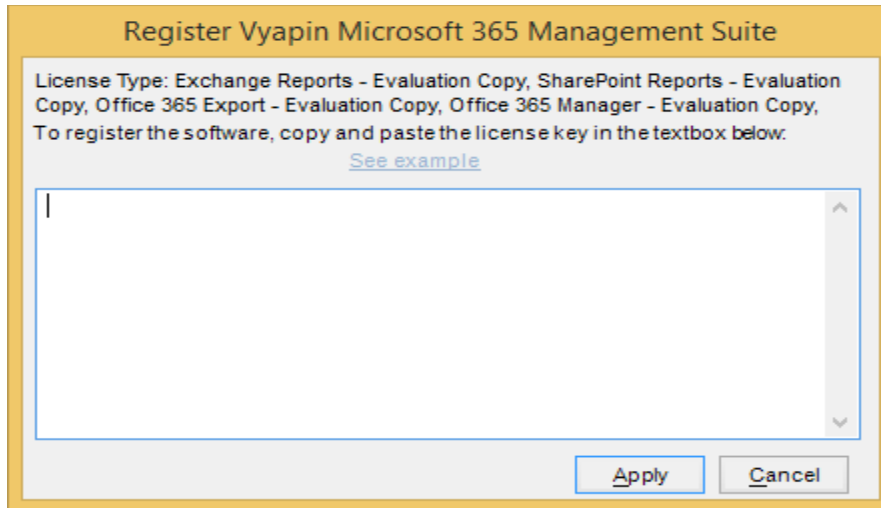 Register Vyapin Microsoft 365 Management Suite
License Type: Exchange Reports - Evaluation Copy, SharePoint Reports - Evaluation
Copy, Office 365 Export - Evaluation Copy, Office 365 Manager - Evaluation Copy,
To register the software, copy and paste the license key in the textbox below:
See example
Apply Cancel